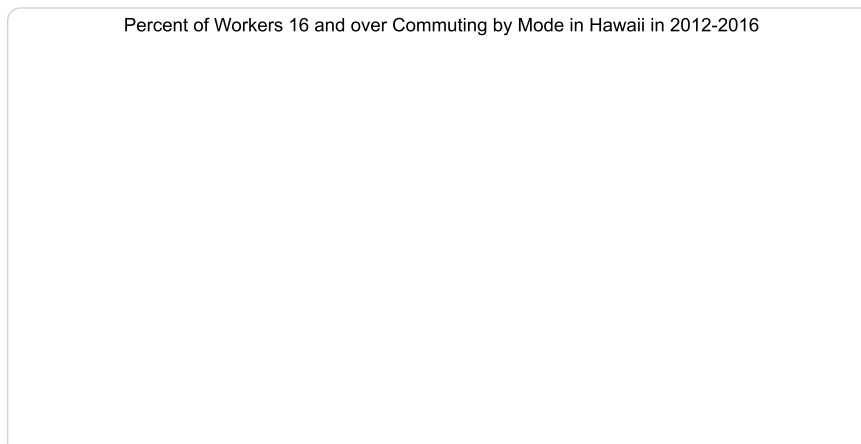 Percent of Workers 16 and over Commuting by Mode in Hawaii in 2012-2016